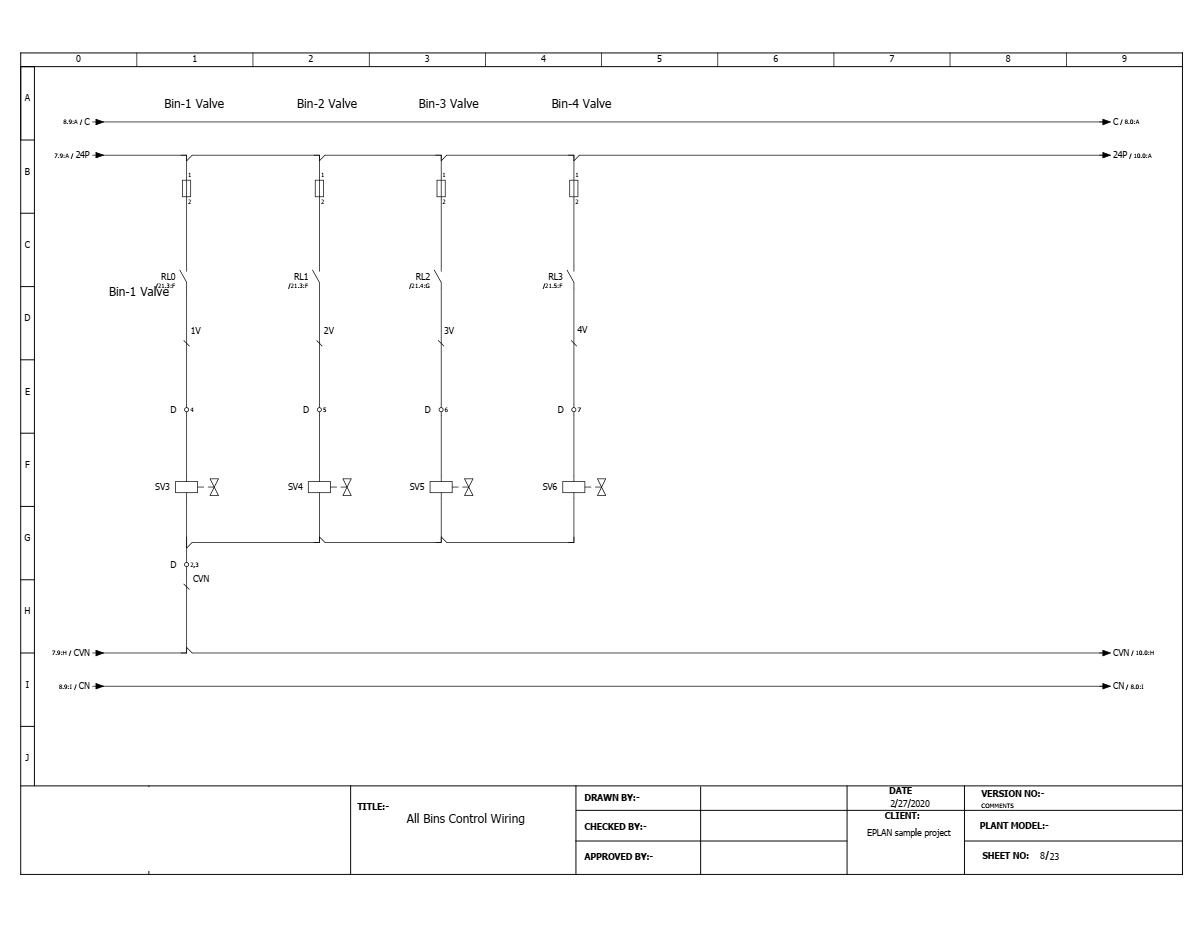 0 1 2 3 4 5 6 7 8 9
A
Bin-1 Valve Bin-2 Valve Bin-3 Valve Bin-4 Valve
8.9:A / C C / 8.0:A
7.9:A / 24P 24P / 10.0:A
B
1 1 1 1
2 2 2 2
C
RL0 RL1 RL2 RL3
/21.3:F /21.3:F /21.4:G /21.5:F
Bin-1 Valve
D
1V 2V 3V 4V
E
D 4 D 5 D 6 D 7
F
SV3 SV4 SV5 SV6
G
D 2,3
CVN
H
7.9:H / CVN CVN / 10.0:H
I
8.9:I / CN CN / 8.0:I
J
TITLE:-
All Bins Control Wiring
DRAWN BY:-
CHECKED BY:-
APPROVED BY:-
DATE
2/27/2020
CLIENT:
EPLAN sample project
VERSION NO:-
COMMENTS
PLANT MODEL:-
SHEET NO: 8/23